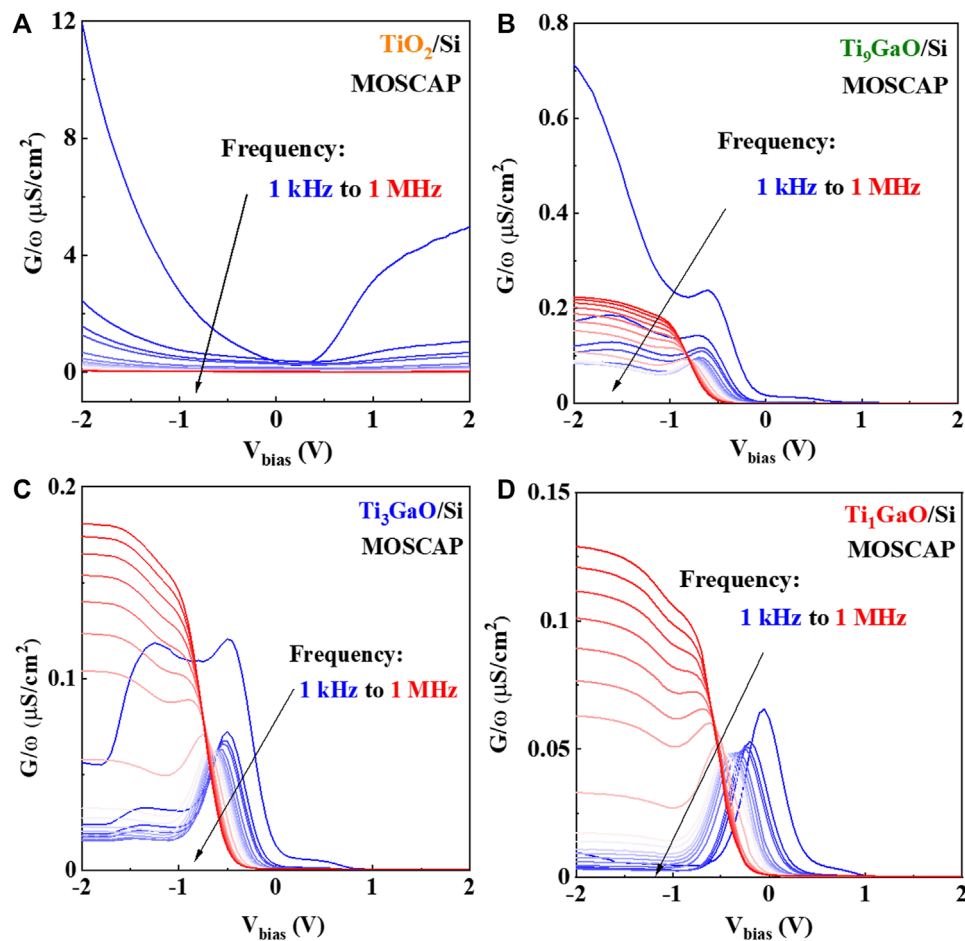 A
TiO₂/Si
MOSCAP
Frequency:
1 kHz to 1 MHz
12
8
4
0
G/ω (μS/cm²)
-2
-1
0
1
2
V_bias (V)
B
Ti₉GaO/Si
MOSCAP
Frequency:
1 kHz to 1 MHz
0.8
0.6
0.4
0.2
0
G/ω (μS/cm²)
-2
-1
0
1
2
V_bias (V)
C
Ti₃GaO/Si
MOSCAP
Frequency:
1 kHz to 1 MHz
0.2
0.1
0
G/ω (μS/cm²)
-2
-1
0
1
2
V_bias (V)
D
Ti₁GaO/Si
MOSCAP
Frequency:
1 kHz to 1 MHz
0.15
0.1
0.05
0
G/ω (μS/cm²)
-2
-1
0
1
2
V_bias (V)